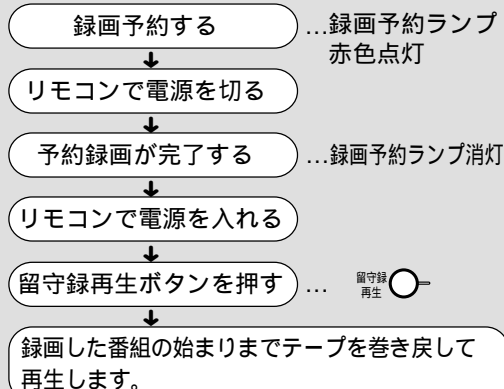 録画予約する …録画予約ランプ
赤色点灯
リモコンで電源を切る
予約録画が完了する …録画予約ランプ消灯
リモコンで電源を入れる
留守録再生ボタンを押す … 留守録
再生
録画した番組の始まりまでテープを巻き戻して
再生します。